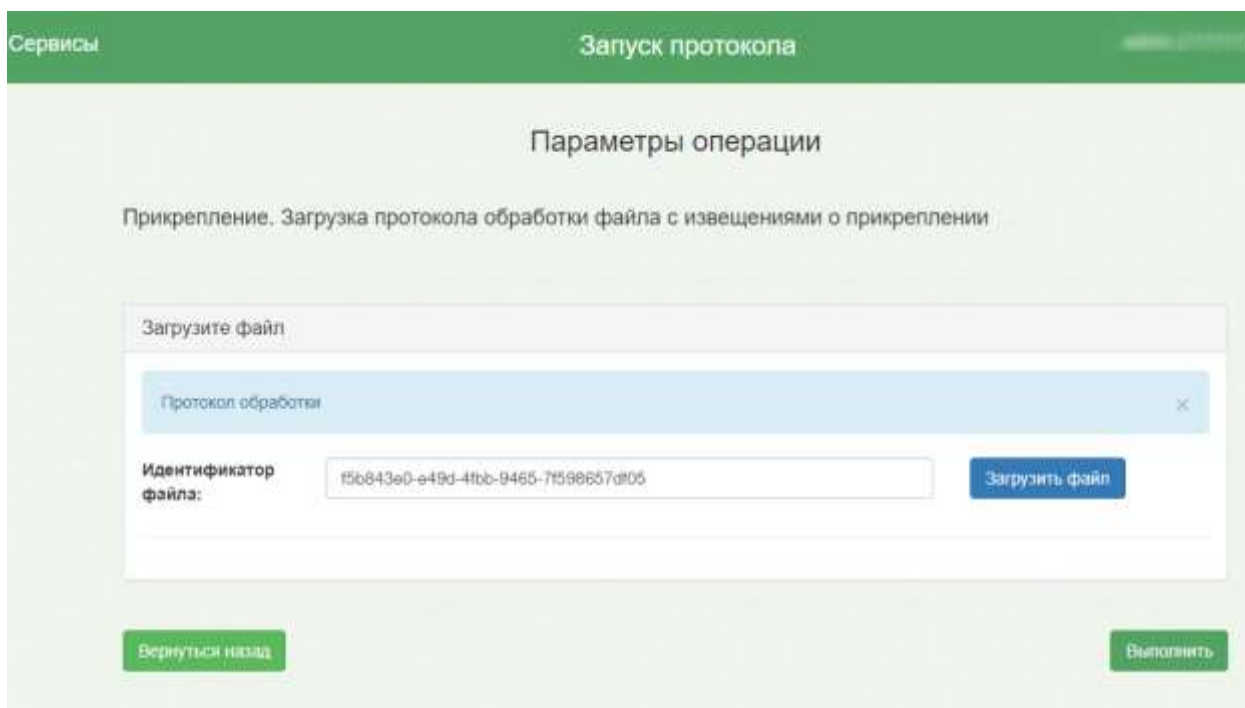 Сервисы
Запуск протокола
Параметры операции
Прикрепление. Загрузка протокола обработки файла с извещениями о прикреплении
Загрузите файл
Протокол обработки
×
Идентификатор
файла:
f5b843e0-e49d-4fbb-9465-7f598657df05
Загрузить файл
Вернуться назад
Выполнить